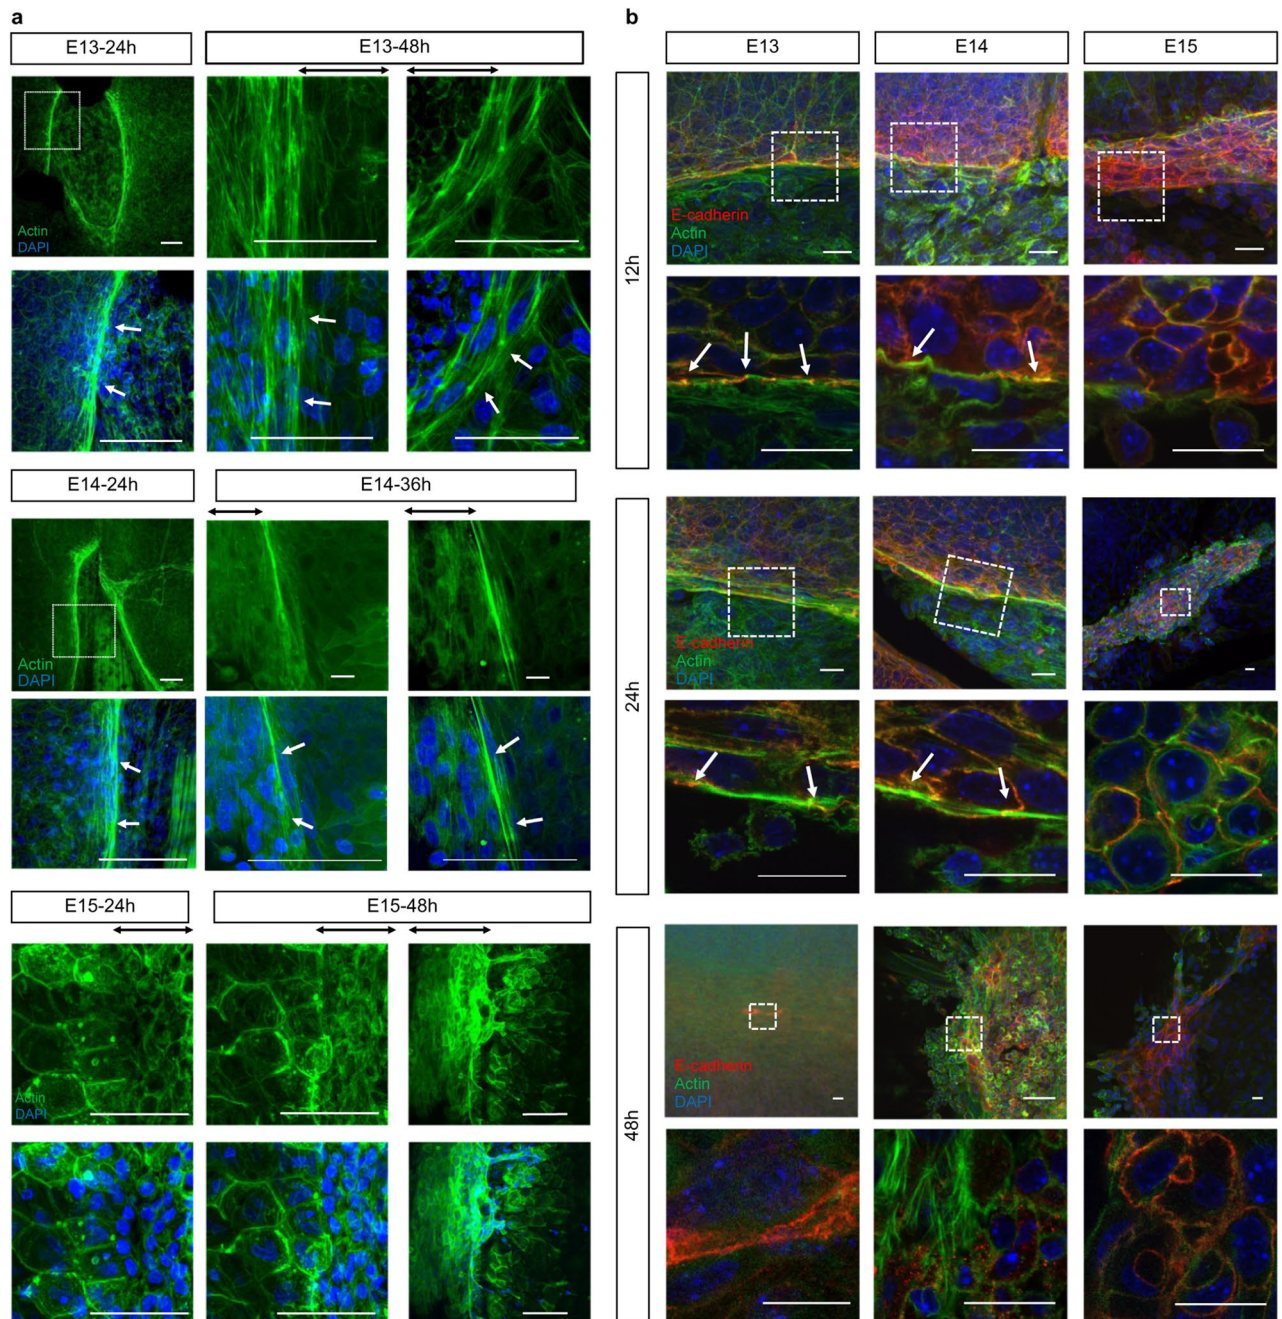 a
E13-24h
E13-48h
Actin
DAPI
E14-24h
E14-36h
Actin
DAPI
E15-24h
E15-48h
Actin
DAPI
b
E13
E14
E15
12h
E-cadherin
Actin
DAPI
24h
E-cadherin
Actin
DAPI
48h
E-cadherin
Actin
DAPI